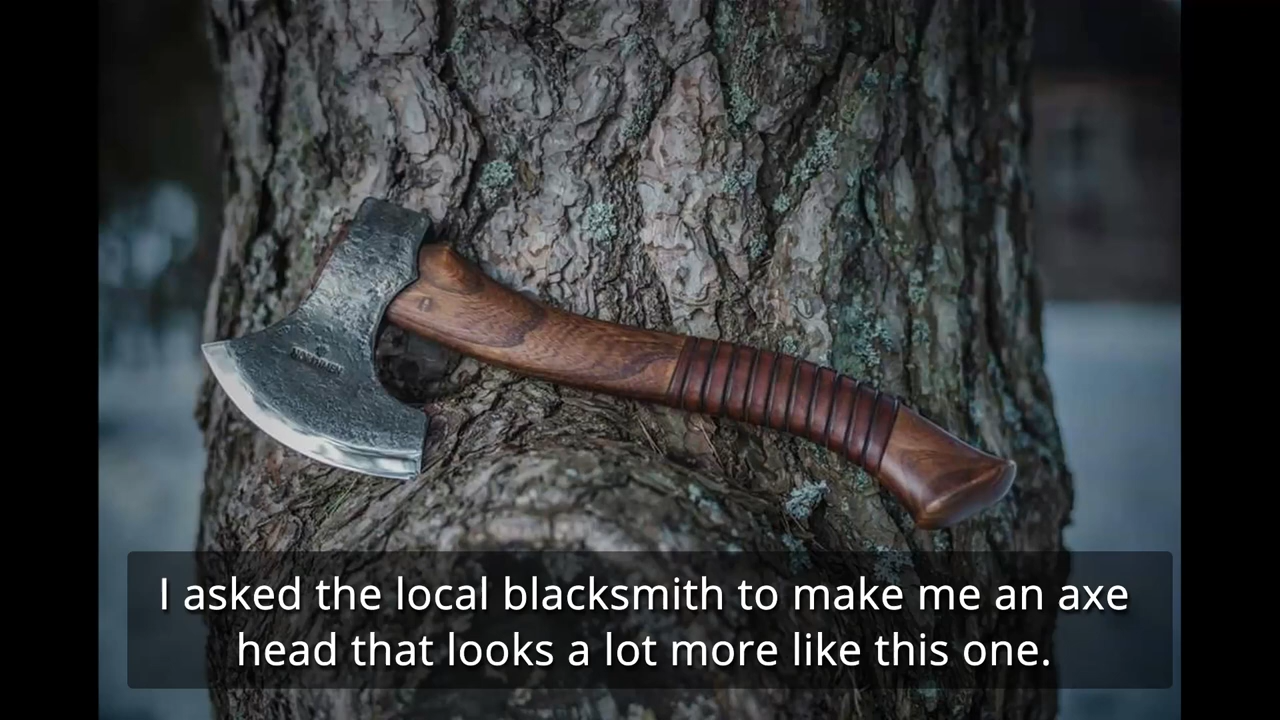 I asked the local blacksmith to make me an axe
head that looks a lot more like this one.